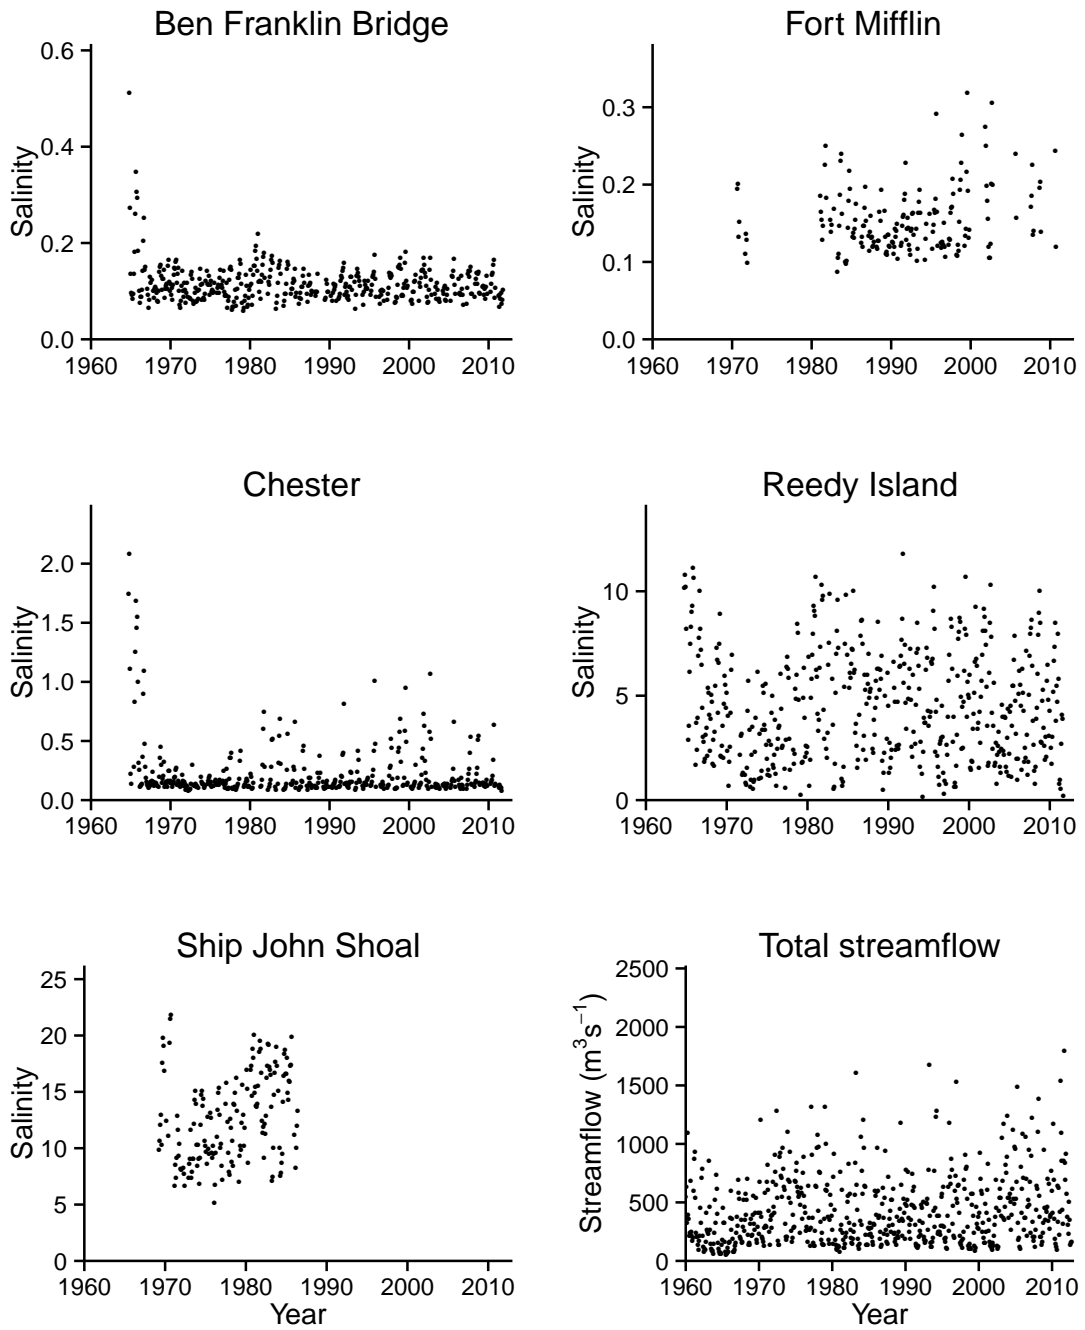 Ben Franklin Bridge
Salinity
0.6
0.4
0.2
0.0
1960 1970 1980 1990 2000 2010
Fort Mifflin
Salinity
0.3
0.2
0.1
0.0
1960 1970 1980 1990 2000 2010
Chester
Salinity
2.0
1.5
1.0
0.5
0.0
1960 1970 1980 1990 2000 2010
Reedy Island
Salinity
10
5
0
1960 1970 1980 1990 2000 2010
Ship John Shoal
Salinity
25
20
15
10
5
0
1960 1970 1980 1990 2000 2010
Year
Total streamflow
Streamflow (m³s⁻¹)
2500
2000
1500
1000
500
0
1960 1970 1980 1990 2000 2010
Year